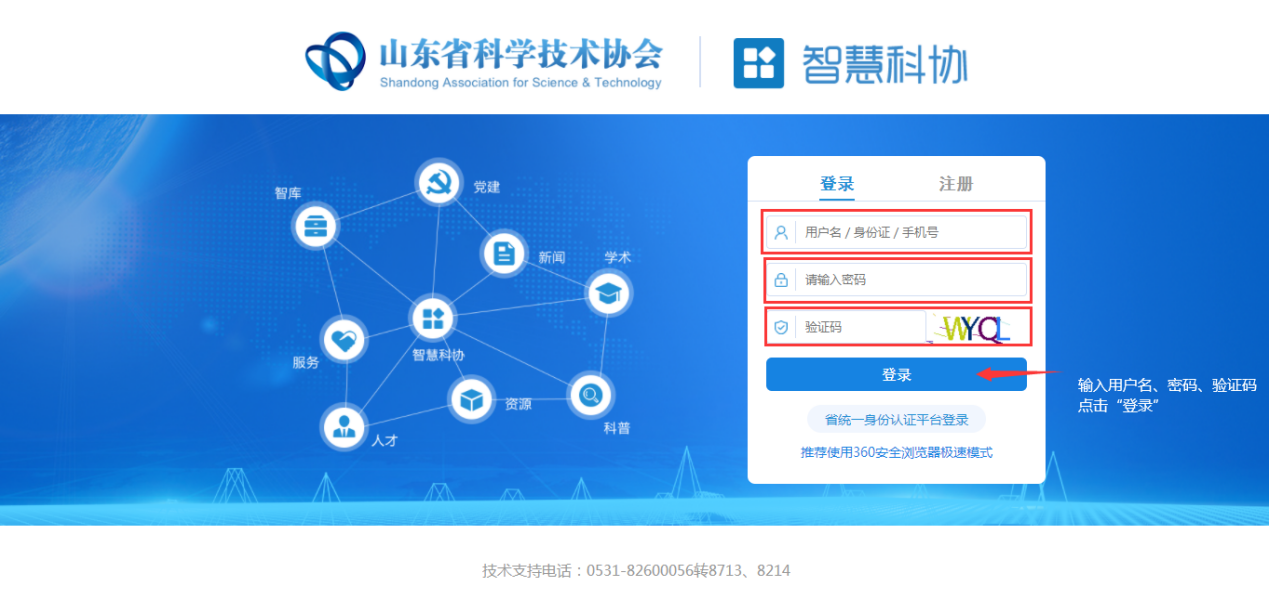 山东省科学技术协会
Shandong Association for Science & Technology
智慧科协
智库
党建
新闻
学术
智慧科协
服务
资源
科普
人才
登录
注册
用户名 / 身份证 / 手机号
请输入密码
验证码
WYQL
登录
输入用户名、密码、验证码
点击“登录”
省统一身份认证平台登录
推荐使用360安全浏览器极速模式
技术支持电话：0531-82600056转8713、8214